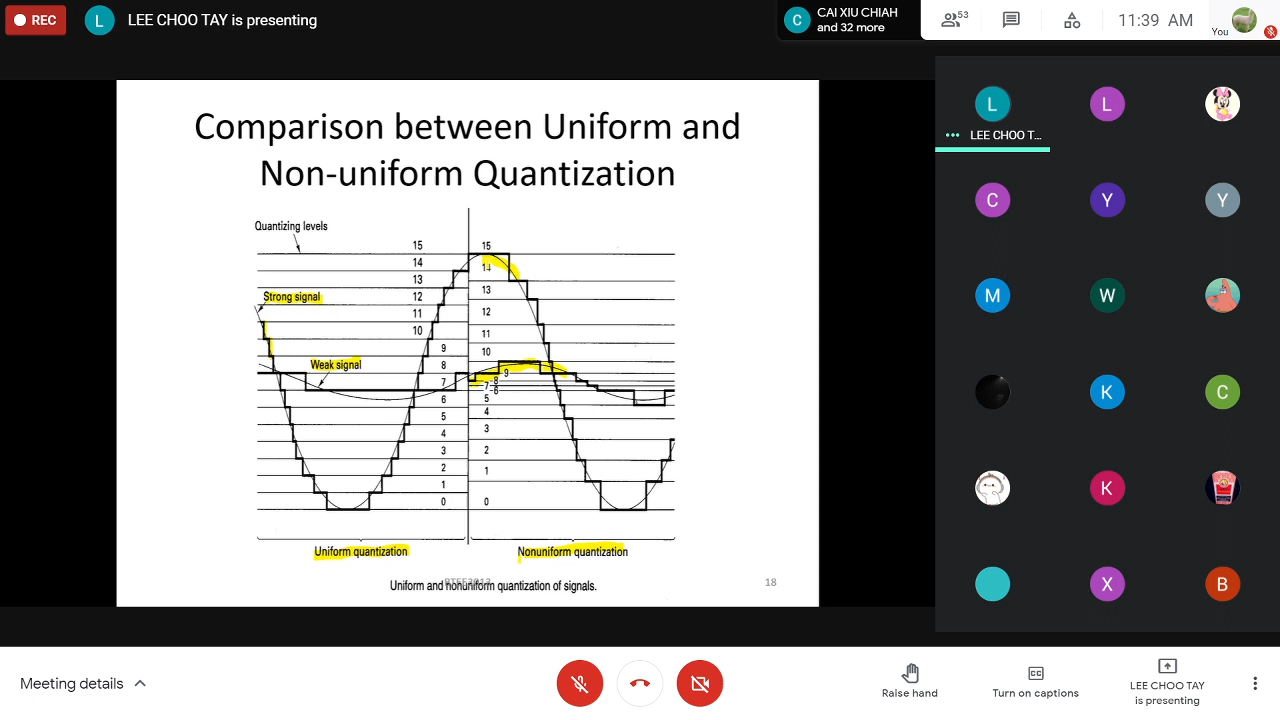 REC
L
LEE CHOO TAY is presenting
C
CAI XIU CHIAH
and 32 more
53
11:39 AM
You
Comparison between Uniform and
Non-uniform Quantization
Quantizing levels
Strong signal
Weak signal
15
14
13
12
11
10
9
8
7
6
5
4
3
2
1
0
15
14
13
12
11
10
9
8
7
8
5
4
3
2
1
0
Uniform quantization
Nonuniform quantization
Uniform and nonuniform quantization of signals.
18
L
LEE CHOO T...
L
C
Y
Y
M
W
K
C
K
X
B
Meeting details
Raise hand
CC
Turn on captions
LEE CHOO TAY
is presenting